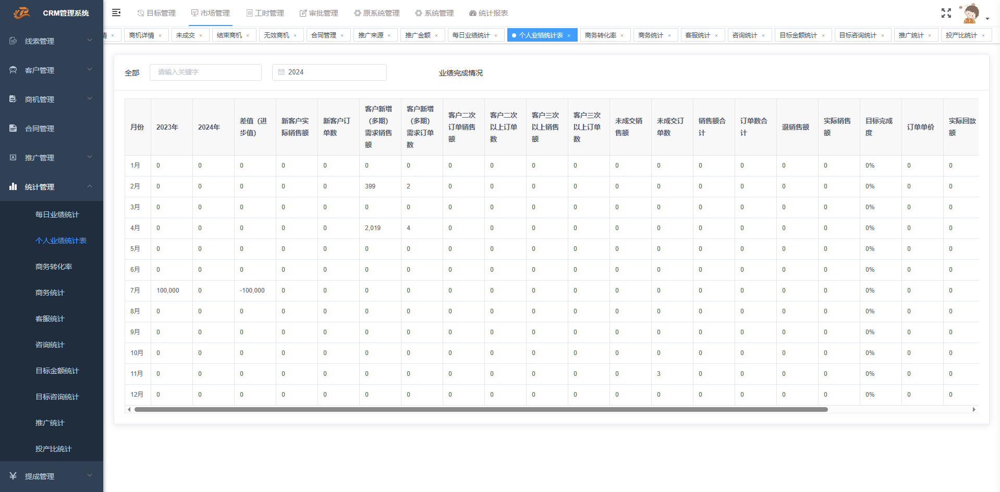 CRM管理系统
目标管理 市场管理 工时管理 审批管理 原系统管理 系统管理 统计报表
情 × 商机详情 × 未成交 × 结束商机 × 无效商机 × 合同管理 × 推广来源 × 推广金额 × 每日业绩统计 × 个人业绩统计表 × 商务转化率 × 商务统计 × 客服统计 × 咨询统计 × 目标金额统计 × 目标咨询统计 × 推广统计 × 投产比统计 ×
线索管理
客户管理
商机管理
合同管理
推广管理
统计管理
每日业绩统计
个人业绩统计表
商务转化率
商务统计
客服统计
咨询统计
目标金额统计
目标咨询统计
推广统计
投产比统计
提成管理
全部 请输入关键字 2024 业绩完成情况
月份 2023年 2024年 差值（进步值） 新客户实际销售额 新客户订单数 客户新增（多期）需求销售额 客户新增（多期）需求订单数 客户二次订单销售额 客户二次以上订单数 客户三次以上销售额 客户三次以上订单数 未成交销售额 未成交订单数 销售额合计 订单数合计 退销售额 实际销售额 目标完成度 订单单价 实际回款额
1月 0 0 0 0 0 0 0 0 0 0 0 0 0 0 0 0 0 0% 0 0
2月 0 0 0 0 0 399 2 0 0 0 0 0 0 0 0 0 0 0% 0 0
3月 0 0 0 0 0 0 0 0 0 0 0 0 0 0 0 0 0 0% 0 0
4月 0 0 0 0 0 2,019 4 0 0 0 0 0 0 0 0 0 0 0% 0 0
5月 0 0 0 0 0 0 0 0 0 0 0 0 0 0 0 0 0 0% 0 0
6月 0 0 0 0 0 0 0 0 0 0 0 0 0 0 0 0 0 0% 0 0
7月 100,000 0 -100,000 0 0 0 0 0 0 0 0 0 0 0 0 0 0 0% 0 0
8月 0 0 0 0 0 0 0 0 0 0 0 0 0 0 0 0 0 0% 0 0
9月 0 0 0 0 0 0 0 0 0 0 0 0 0 0 0 0 0 0% 0 0
10月 0 0 0 0 0 0 0 0 0 0 0 0 0 0 0 0 0 0% 0 0
11月 0 0 0 0 0 0 0 0 0 0 0 0 3 0 0 0 0 0% 0 0
12月 0 0 0 0 0 0 0 0 0 0 0 0 0 0 0 0 0 0% 0 0